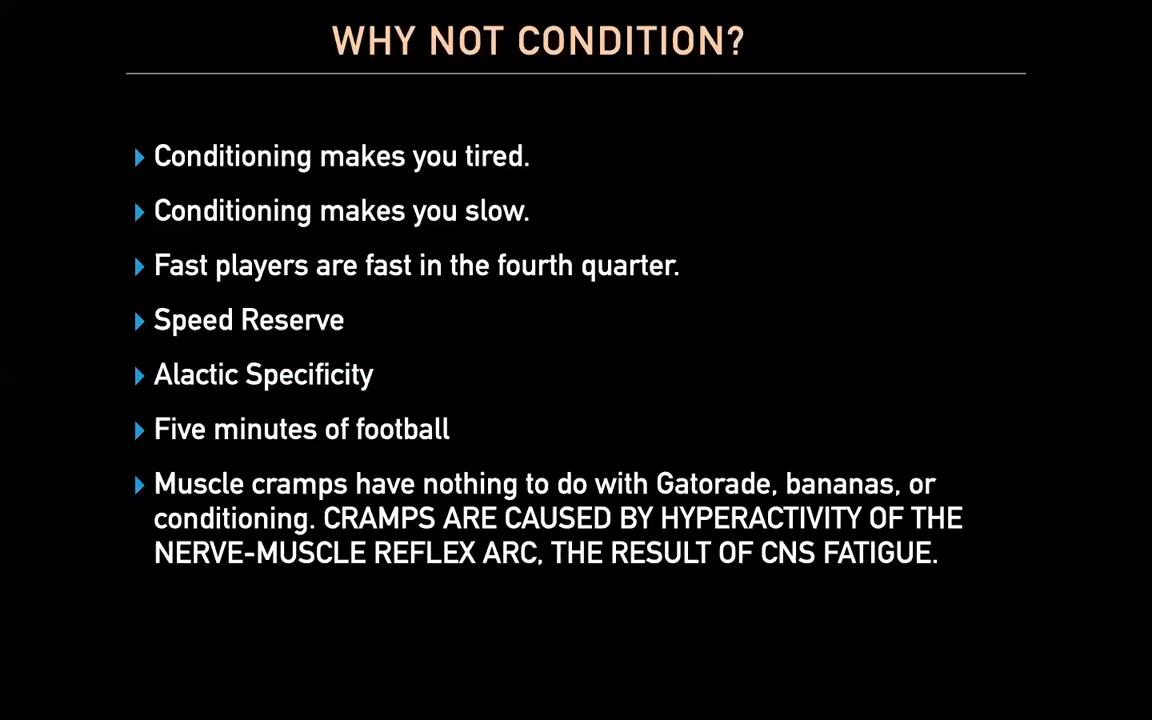 WHY NOT CONDITION?
Conditioning makes you tired.
Conditioning makes you slow.
Fast players are fast in the fourth quarter.
Speed Reserve
Alactic Specificity
Five minutes of football
Muscle cramps have nothing to do with Gatorade, bananas, or
conditioning. CRAMPS ARE CAUSED BY HYPERACTIVITY OF THE
NERVE-MUSCLE REFLEX ARC, THE RESULT OF CNS FATIGUE.